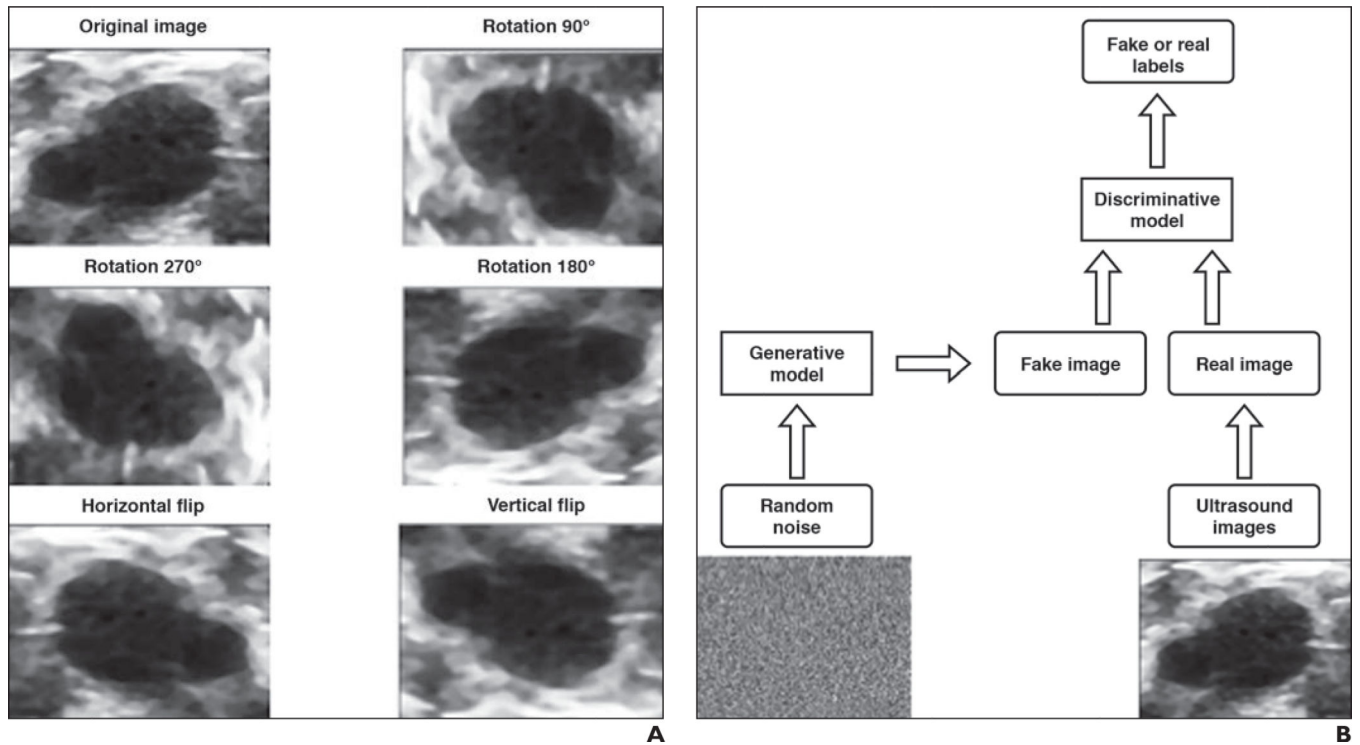 Original image
Rotation 90°
Rotation 270°
Rotation 180°
Horizontal flip
Vertical flip
A
Fake or real
labels
Discriminative
model
Generative
model
Fake image
Real image
Random
noise
Ultrasound
images
B